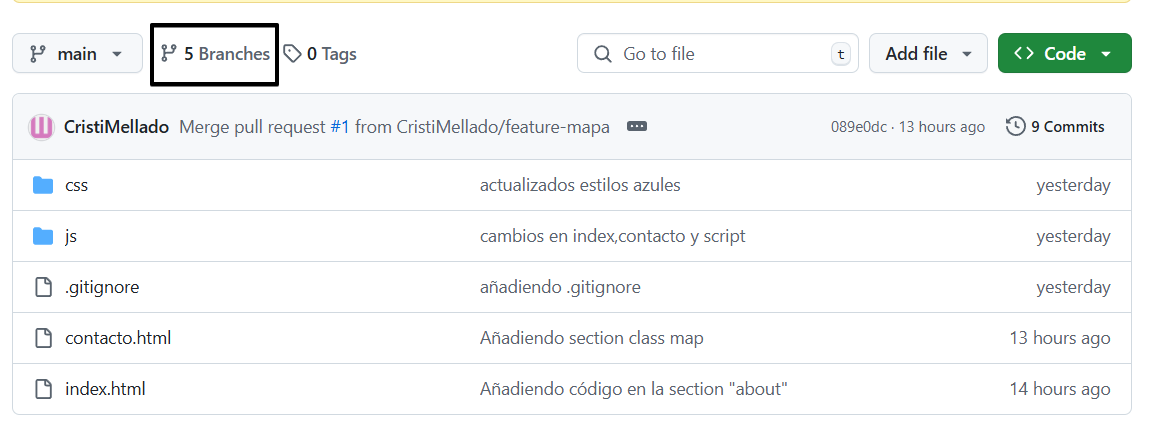 main 5 Branches 0 Tags Go to file t Add file Code
CristiMellado Merge pull request #1 from CristiMellado/feature-mapa 089e0dc · 13 hours ago 9 Commits
css actualizados estilos azules yesterday
js cambios en index,contacto y script yesterday
.gitignore añadiendo .gitignore yesterday
contacto.html Añadiendo section class map 13 hours ago
index.html Añadiendo código en la section "about" 14 hours ago